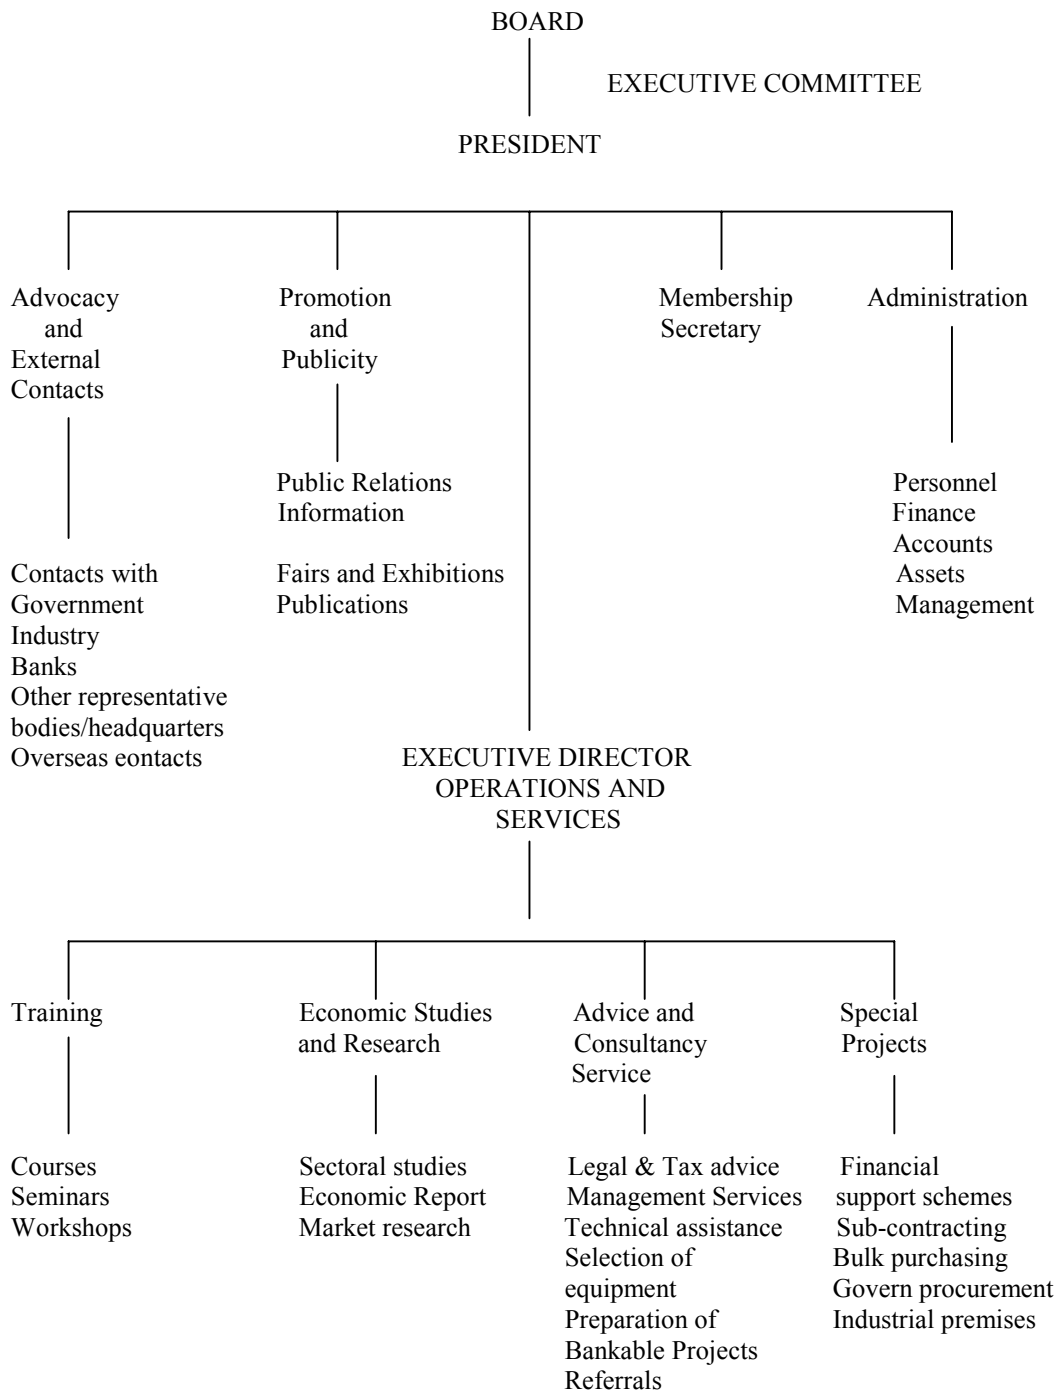 BOARD
EXECUTIVE COMMITTEE
PRESIDENT
Advocacy
and
External
Contacts
Promotion
and
Publicity
Membership
Secretary
Administration
Contacts with
Government
Industry
Banks
Other representative
bodies/headquarters
Overseas eontacts
Public Relations
Information
Fairs and Exhibitions
Publications
Personnel
Finance
Accounts
Assets
Management
EXECUTIVE DIRECTOR
OPERATIONS AND
SERVICES
Training
Economic Studies
and Research
Advice and
Consultancy
Service
Special
Projects
Courses
Seminars
Workshops
Sectoral studies
Economic Report
Market research
Legal & Tax advice
Management Services
Technical assistance
Selection of
equipment
Preparation of
Bankable Projects
Referrals
Financial
support schemes
Sub-contracting
Bulk purchasing
Govern procurement
Industrial premises